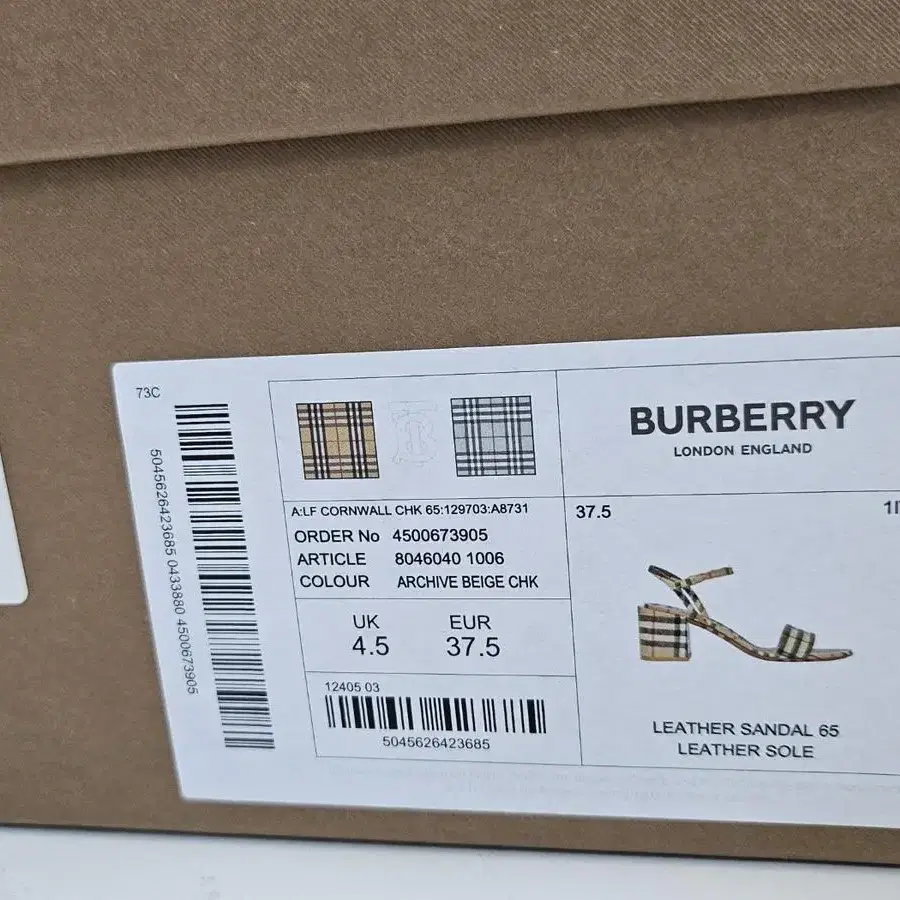 73C
5045626423685 0433880 4500673905
A:LF CORNWALL CHK 65:129703:A8731
ORDER No 4500673905
ARTICLE 8046040 1006
COLOUR ARCHIVE BEIGE CHK
UK EUR
4.5 37.5
12405 03
5045626423685
BURBERRY
LONDON ENGLAND
37.5
LEATHER SANDAL 65
LEATHER SOLE